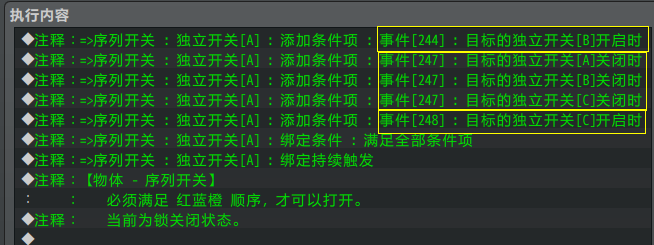 执行内容
◆注释：=>序列开关 : 独立开关[A] : 添加条件项 : 事件[244] : 目标的独立开关[B]开启时
◆注释：=>序列开关 : 独立开关[A] : 添加条件项 : 事件[247] : 目标的独立开关[A]关闭时
◆注释：=>序列开关 : 独立开关[A] : 添加条件项 : 事件[247] : 目标的独立开关[B]关闭时
◆注释：=>序列开关 : 独立开关[A] : 添加条件项 : 事件[247] : 目标的独立开关[C]关闭时
◆注释：=>序列开关 : 独立开关[A] : 添加条件项 : 事件[248] : 目标的独立开关[C]开启时
◆注释：=>序列开关 : 独立开关[A] : 绑定条件 : 满足全部条件项
◆注释：=>序列开关 : 独立开关[A] : 绑定持续触发
◆注释：【物体 - 序列开关】
：　　：　　必须满足 红蓝橙 顺序，才可以打开。
◆注释：　　当前为锁关闭状态。
◆